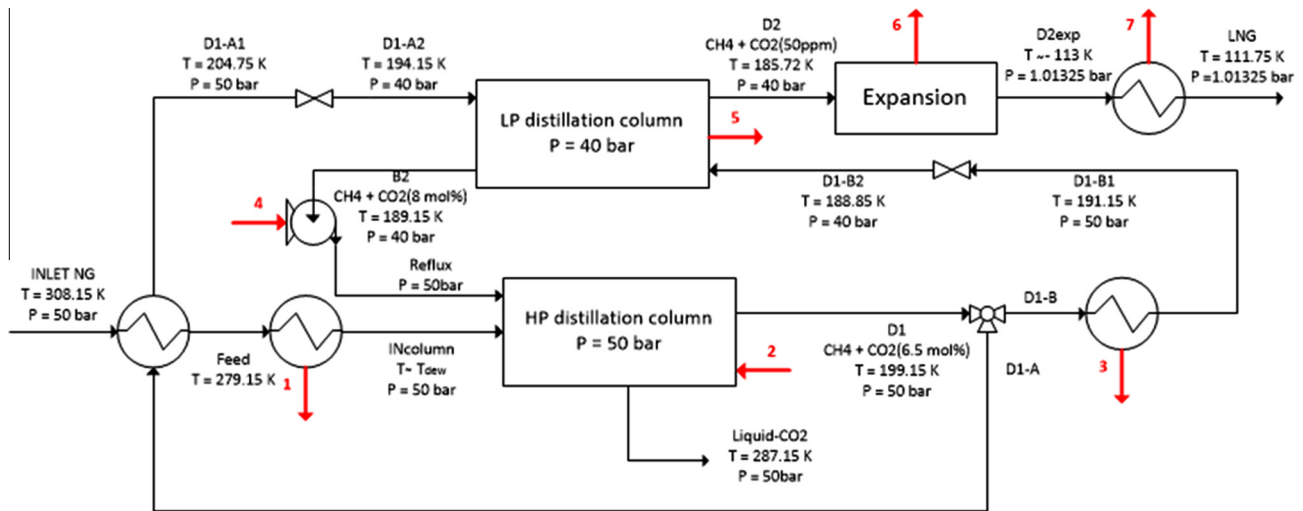 D1-A1
T = 204.75 K
P = 50 bar
D1-A2
T = 194.15 K
P = 40 bar
D2
CH4 + CO2(50ppm)
T = 185.72 K
P = 40 bar
6
7
D2exp
T ~- 113 K
P = 1.01325 bar
LNG
T = 111.75 K
P =1.01325 bar
Expansion
LP distillation column
P = 40 bar
5
B2
CH4 + CO2(8 mol%)
T = 189.15 K
P = 40 bar
4
D1-B2
T = 188.85 K
P = 40 bar
D1-B1
T = 191.15 K
P = 50 bar
INLET NG
T = 308.15 K
P = 50 bar
Reflux
P = 50bar
HP distillation column
P = 50 bar
D1-B
Feed
T = 279.15 K
1
INcolumn
T~ Tdew
P = 50 bar
2
D1
CH4 + CO2(6.5 mol%)
T = 199.15 K
P = 50 bar
D1-A
3
Liquid-CO2
T = 287.15 K
P = 50bar